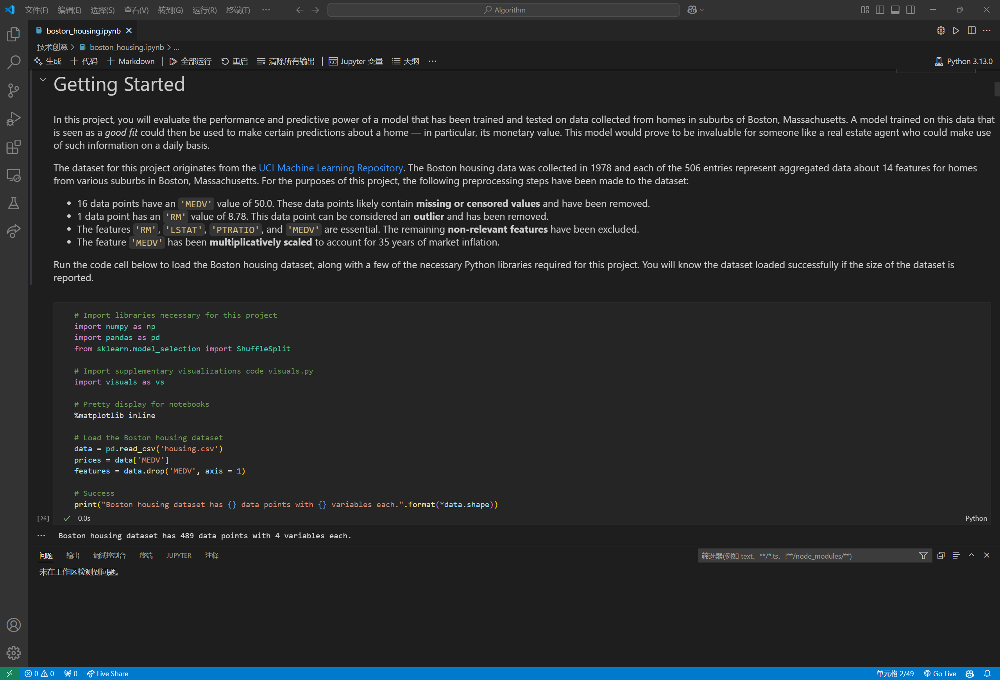 文件(F) 编辑(E) 选择(S) 查看(V) 转到(G) 运行(R) 终端(T) ··· Algorithm
boston_housing.ipynb
技术创意 > boston_housing.ipynb > ...
生成 + 代码 + Markdown 全部运行 重启 清除所有输出 Jupyter 变量 大纲 ··· Python 3.13.0
Getting Started
In this project, you will evaluate the performance and predictive power of a model that has been trained and tested on data collected from homes in suburbs of Boston, Massachusetts. A model trained on this data that
is seen as a good fit could then be used to make certain predictions about a home — in particular, its monetary value. This model would prove to be invaluable for someone like a real estate agent who could make use
of such information on a daily basis.
The dataset for this project originates from the UCI Machine Learning Repository. The Boston housing data was collected in 1978 and each of the 506 entries represent aggregated data about 14 features for homes
from various suburbs in Boston, Massachusetts. For the purposes of this project, the following preprocessing steps have been made to the dataset:
• 16 data points have an 'MEDV' value of 50.0. These data points likely contain missing or censored values and have been removed.
• 1 data point has an 'RM' value of 8.78. This data point can be considered an outlier and has been removed.
• The features 'RM', 'LSTAT', 'PTRATIO', and 'MEDV' are essential. The remaining non-relevant features have been excluded.
• The feature 'MEDV' has been multiplicatively scaled to account for 35 years of market inflation.
Run the code cell below to load the Boston housing dataset, along with a few of the necessary Python libraries required for this project. You will know the dataset loaded successfully if the size of the dataset is
reported.
# Import libraries necessary for this project
import numpy as np
import pandas as pd
from sklearn.model_selection import ShuffleSplit
# Import supplementary visualizations code visuals.py
import visuals as vs
# Pretty display for notebooks
%matplotlib inline
# Load the Boston housing dataset
data = pd.read_csv('housing.csv')
prices = data['MEDV']
features = data.drop('MEDV', axis = 1)
# Success
print("Boston housing dataset has {} data points with {} variables each.".format(*data.shape))
[26] 0.0s Python
··· Boston housing dataset has 489 data points with 4 variables each.
问题 输出 调试控制台 终端 JUPYTER 注释 筛选器(例如 text、**/*.ts、!**/node_modules/**)
未在工作区检测到问题。
0 0 0 Live Share 单元格 2/49 Go Live